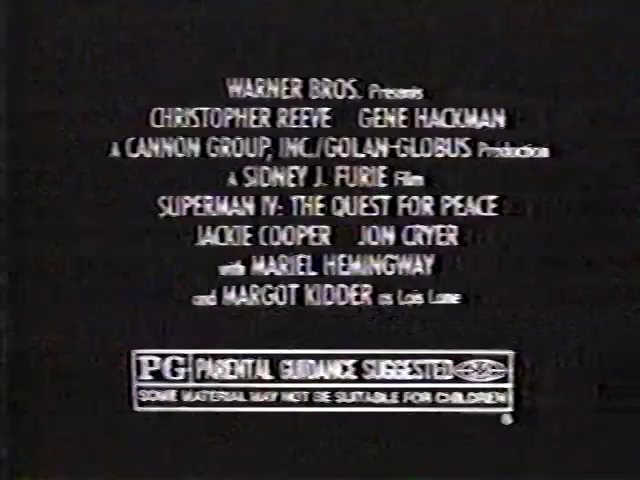 WARNER BROS. Presents
CHRISTOPHER REEVE GENE HACKMAN
A CANNON GROUP, INC./GOLAN-GLOBUS Production
A SIDNEY J. FURIE Film
SUPERMAN IV: THE QUEST FOR PEACE
JACKIE COOPER JON CRYER
with MARIEL HEMINGWAY
and MARGOT KIDDER as Lois Lane
PG PARENTAL GUIDANCE SUGGESTED
SOME MATERIAL MAY NOT BE SUITABLE FOR CHILDREN